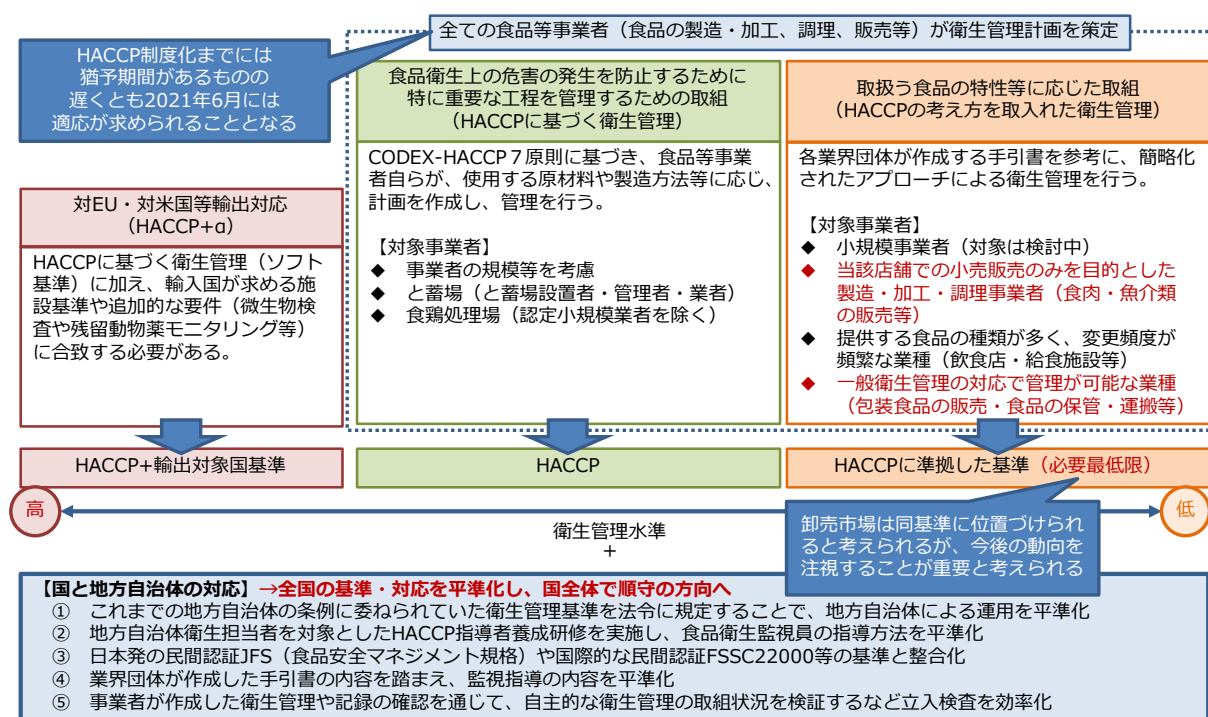 全ての食品等事業者（食品の製造・加工、調理、販売等）が衛生管理計画を策定
HACCP制度化までには
猶予期間があるものの
遅くとも2021年6月には
適応が求められることとなる
対EU・対米国等輸出対応
（HACCP+α）
HACCPに基づく衛生管理（ソフト
基準）に加え、輸入国が求める施
設基準や追加的な要件（微生物検
査や残留動物薬モニタリング等）
に合致する必要がある。
食品衛生上の危害の発生を防止するために
特に重要な工程を管理するための取組
（HACCPに基づく衛生管理）
CODEX-HACCP７原則に基づき、食品等事業
者自らが、使用する原材料や製造方法等に応じ、
計画を作成し、管理を行う。
【対象事業者】
◆ 事業者の規模等を考慮
◆ と蓄場（と蓄場設置者・管理者・業者）
◆ 食鶏処理場（認定小規模業者を除く）
取扱う食品の特性等に応じた取組
（HACCPの考え方を取入れた衛生管理）
各業界団体が作成する手引書を参考に、簡略化
されたアプローチによる衛生管理を行う。
【対象事業者】
◆ 小規模事業者（対象は検討中）
◆ 当該店舗での小売販売のみを目的とした
製造・加工・調理事業者（食肉・魚介類
の販売等）
◆ 提供する食品の種類が多く、変更頻度が
頻繁な業種（飲食店・給食施設等）
◆ 一般衛生管理の対応で管理が可能な業種
（包装食品の販売・食品の保管・運搬等）
HACCP+輸出対象国基準
HACCP
HACCPに準拠した基準（必要最低限）
高
低
衛生管理水準
+
卸売市場は同基準に位置づけられ
ると考えられるが、今後の動向を
注視することが重要と考えられる
【国と地方自治体の対応】→全国の基準・対応を平準化し、国全体で順守の方向へ
① これまでの地方自治体の条例に委ねられていた衛生管理基準を法令に規定することで、地方自治体による運用を平準化
② 地方自治体衛生担当者を対象としたHACCP指導者養成研修を実施し、食品衛生監視員の指導方法を平準化
③ 日本発の民間認証JFS（食品安全マネジメント規格）や国際的な民間認証FSSC22000等の基準と整合化
④ 業界団体が作成した手引書の内容を踏まえ、監視指導の内容を平準化
⑤ 事業者が作成した衛生管理や記録の確認を通じて、自主的な衛生管理の取組状況を検証するなど立入検査を効率化